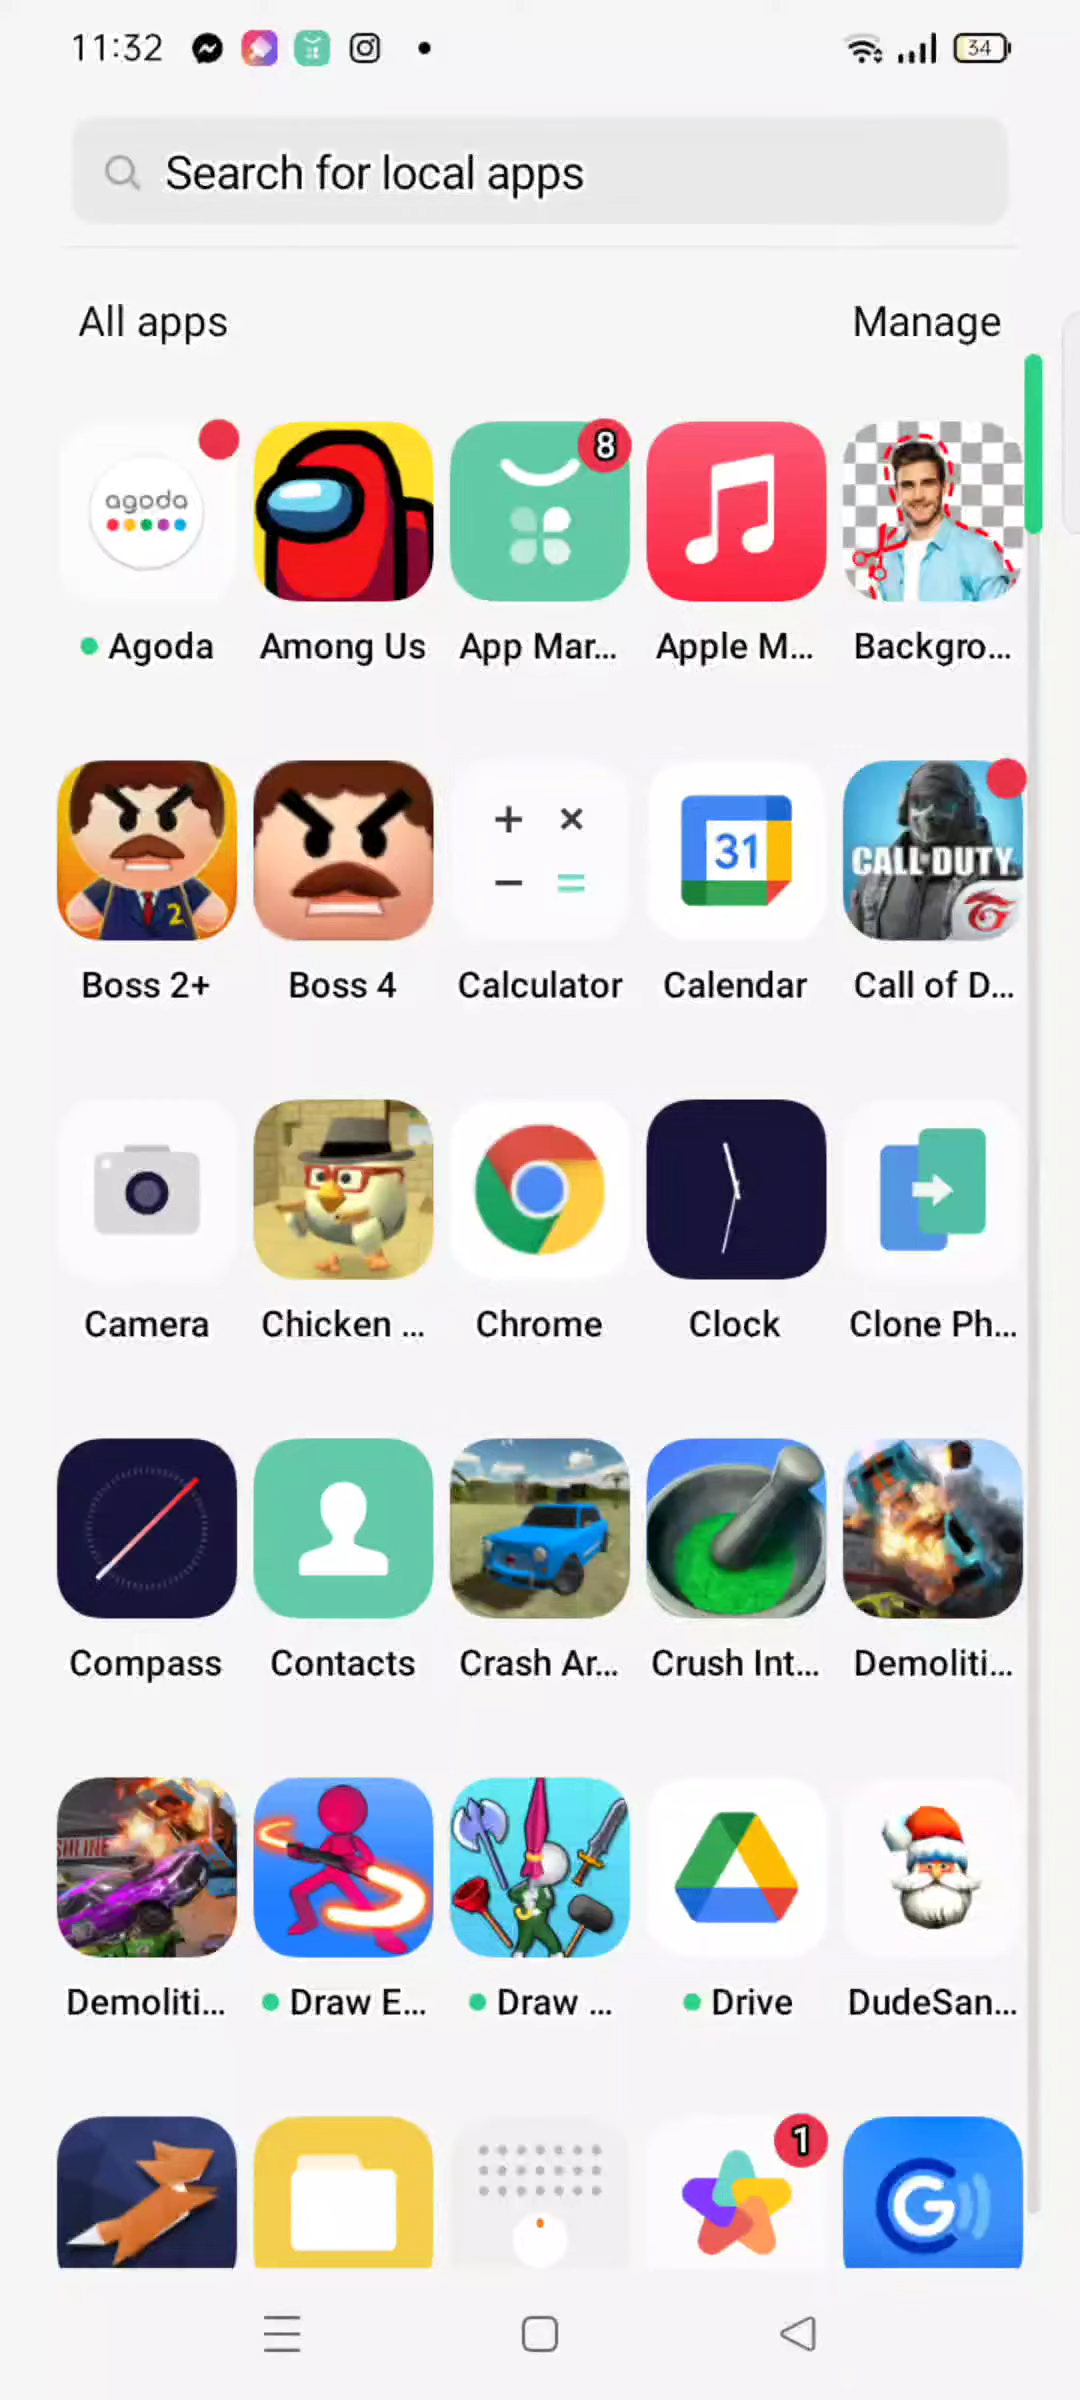 11:32
34
Search for local apps
All apps
Manage
8
agoda
Agoda
Among Us
App Mar...
Apple M...
Backgro...
2
31
CALL OF DUTY
Boss 2+
Boss 4
Calculator
Calendar
Call of D...
Camera
Chicken ...
Chrome
Clock
Clone Ph...
Compass
Contacts
Crash Ar...
Crush Int...
Demoliti...
Demoliti...
Draw E...
Draw ...
Drive
DudeSan...
1
G